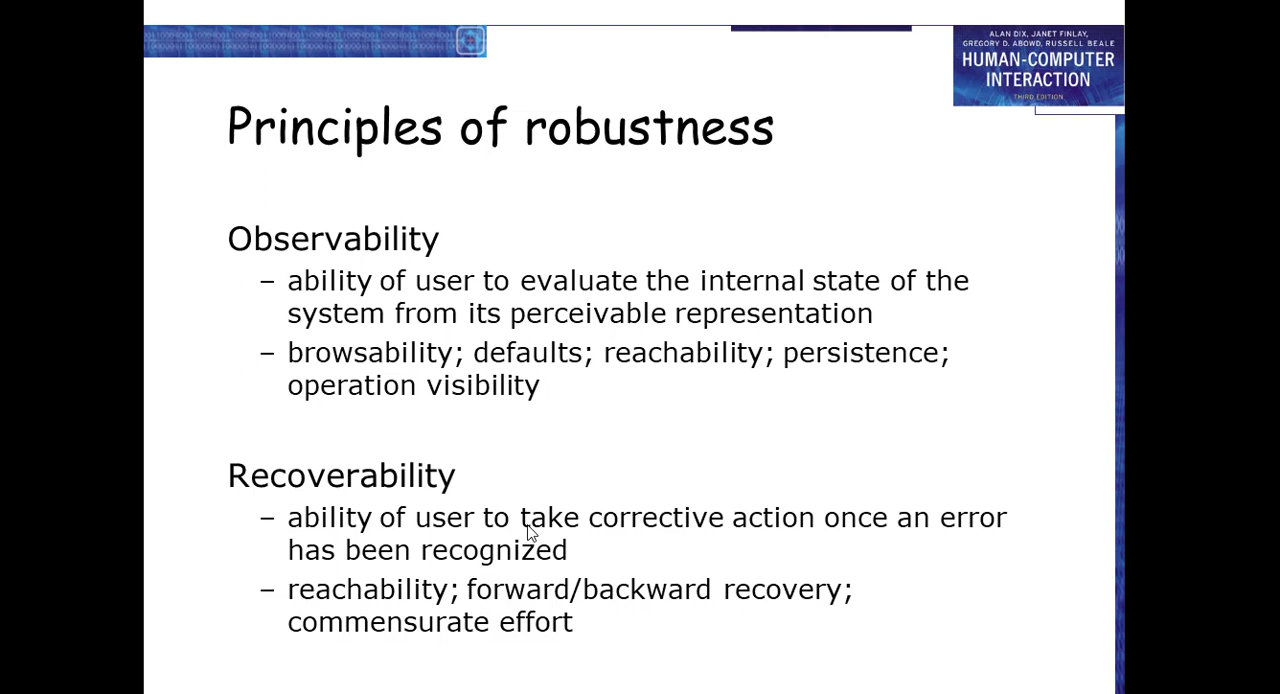 ALAN DIX, JANET FINLAY,
GREGORY D. ABOWD, RUSSELL BEALE
HUMAN-COMPUTER
INTERACTION
THIRD EDITION
Principles of robustness
Observability
– ability of user to evaluate the internal state of the
system from its perceivable representation
– browsability; defaults; reachability; persistence;
operation visibility
Recoverability
– ability of user to take corrective action once an error
has been recognized
– reachability; forward/backward recovery;
commensurate effort